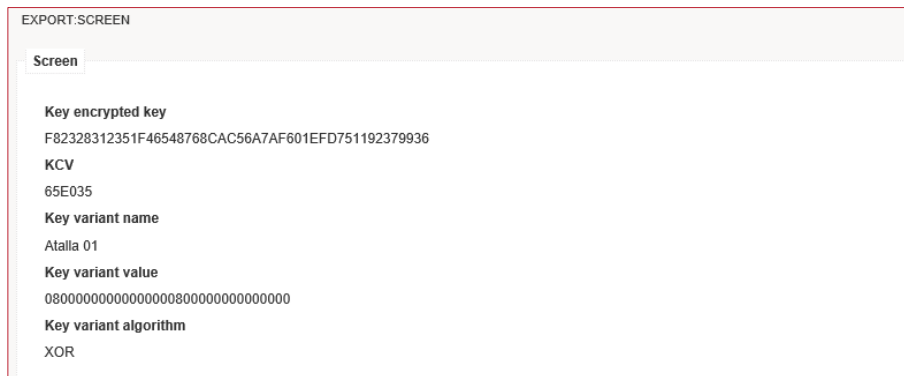 EXPORT:SCREEN
Screen
Key encrypted key
F82328312351F46548768CAC56A7AF601EFD751192379936
KCV
65E035
Key variant name
Atalla 01
Key variant value
08000000000000000800000000000000
Key variant algorithm
XOR